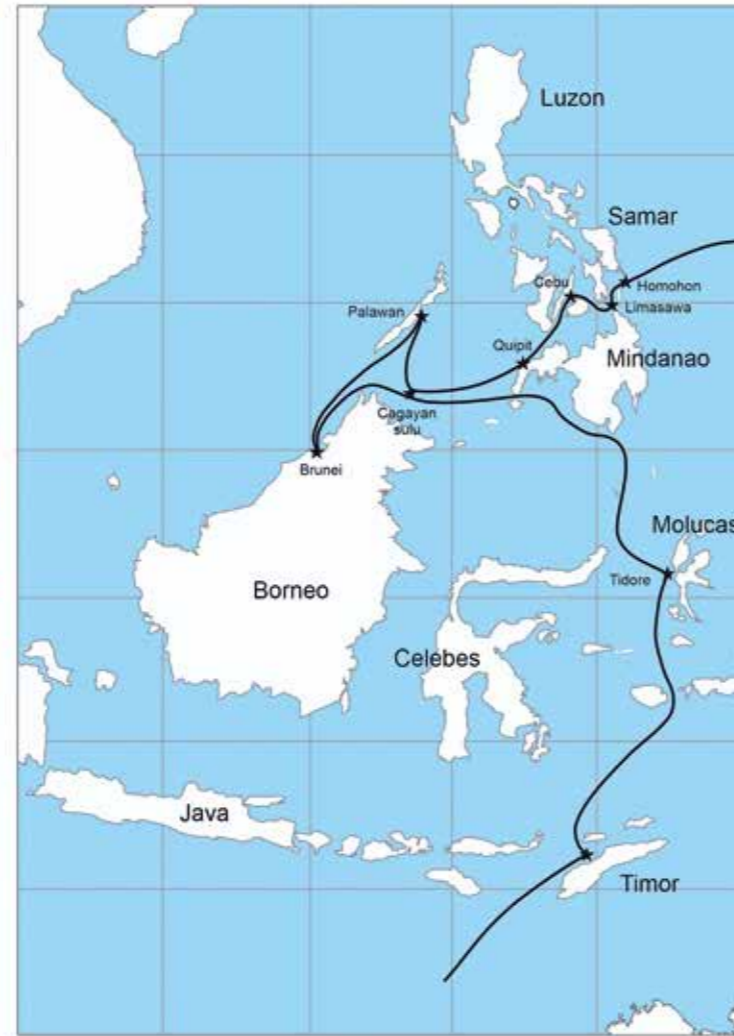 Luzon
Samar
Homohon
Cebu
Limasawa
Palawan
Quipit
Mindanao
Cagayan
sulu
Brunei
Molucas
Tidore
Borneo
Celebes
Java
Timor